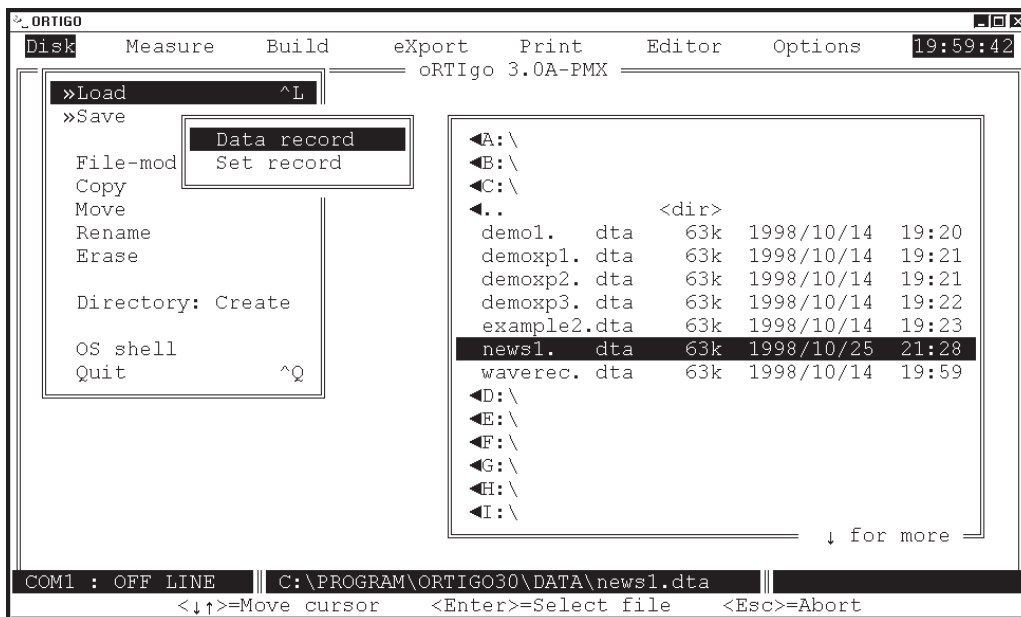 ORTIGO
Disk Measure Build eXport Print Editor Options 19:59:42
oRTIgo 3.0A-PMX
»Load ^L
»Save
Data record
Set record
File-mod
Copy
Move
Rename
Erase
Directory: Create
OS shell
Quit ^Q
◄A:\
◄B:\
◄C:\
◄.. <dir>
demo1. dta 63k 1998/10/14 19:20
demoxp1. dta 63k 1998/10/14 19:21
demoxp2. dta 63k 1998/10/14 19:21
demoxp3. dta 63k 1998/10/14 19:22
example2.dta 63k 1998/10/14 19:23
news1. dta 63k 1998/10/25 21:28
waverec. dta 63k 1998/10/14 19:59
◄D:\
◄E:\
◄F:\
◄G:\
◄H:\
◄I:\
↓ for more
COM1 : OFF LINE C:\PROGRAM\ORTIGO30\DATA\news1.dta
<↓↑>=Move cursor <Enter>=Select file <Esc>=Abort